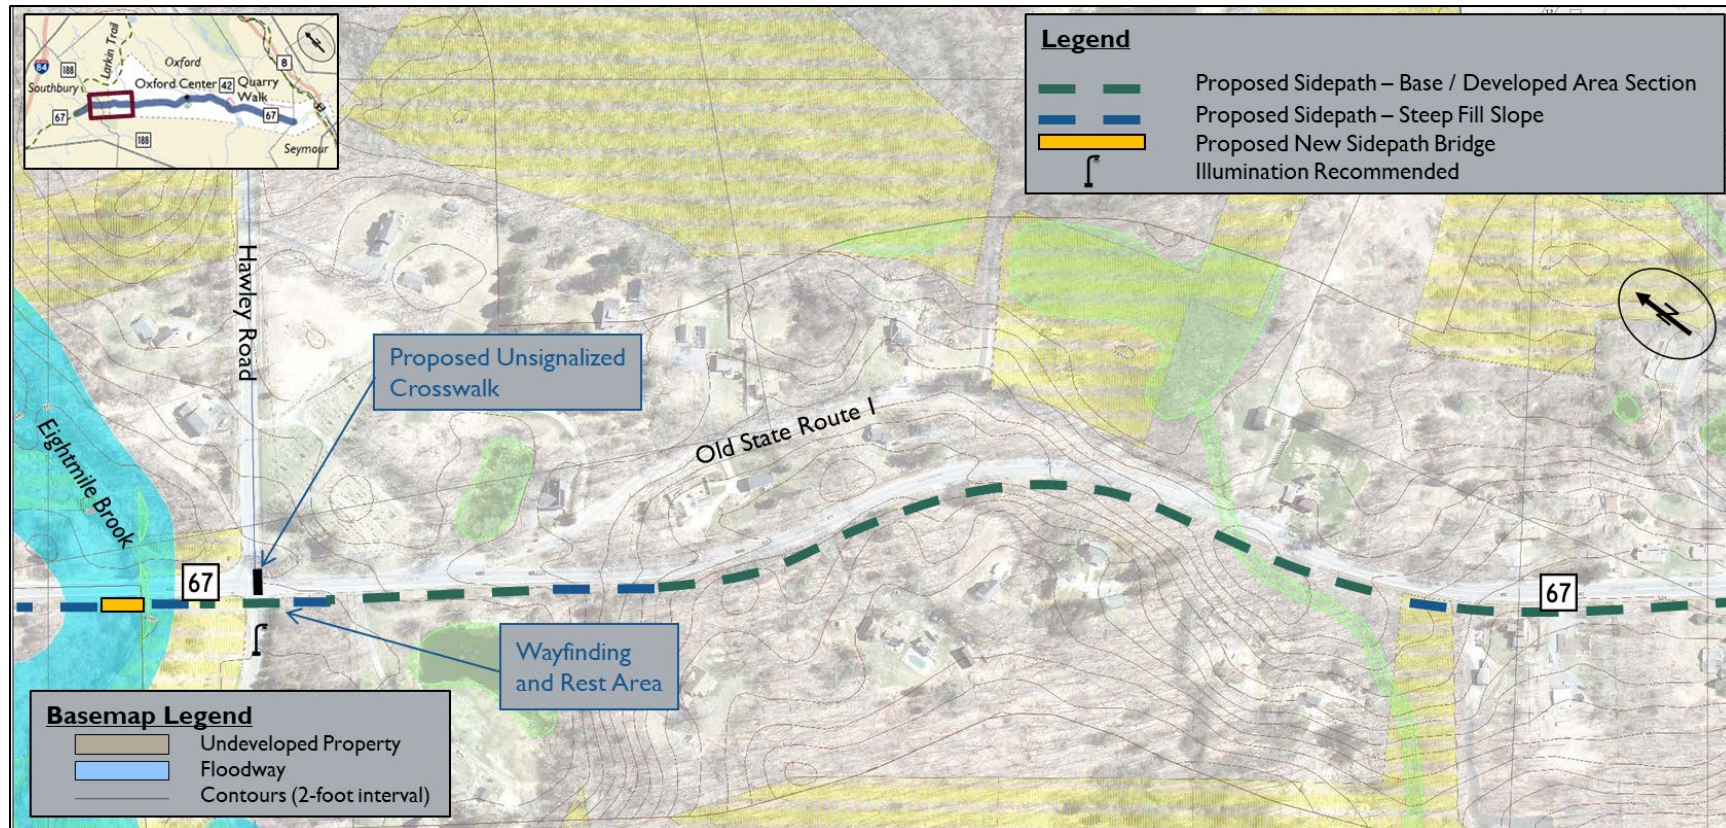 Larkin Trail
Oxford
8
84
188
Oxford Center
42
Quarry
Walk
Southbury
67
67
188
Seymour
Legend
Proposed Sidepath – Base / Developed Area Section
Proposed Sidepath – Steep Fill Slope
Proposed New Sidepath Bridge
Illumination Recommended
N
Hawley Road
Proposed Unsignalized
Crosswalk
Old State Route 1
Eightmile Brook
67
67
Wayfinding
and Rest Area
Basemap Legend
Undeveloped Property
Floodway
Contours (2-foot interval)